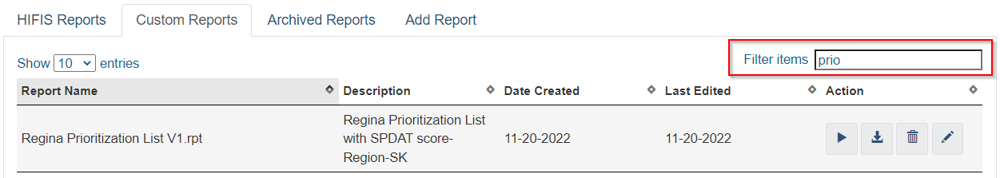 HIFIS Reports Custom Reports Archived Reports Add Report
Show 10 entries Filter items prio
Report Name Description Date Created Last Edited Action
Regina Prioritization List V1.rpt Regina Prioritization List 11-20-2022 11-20-2022
with SPDAT score-
Region-SK